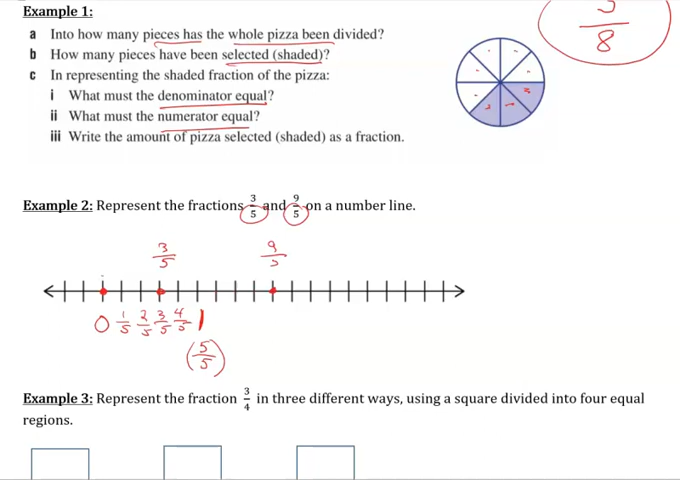 Example 1:
3/8
a Into how many pieces has the whole pizza been divided?
b How many pieces have been selected (shaded)?
c In representing the shaded fraction of the pizza:
i What must the denominator equal?
ii What must the numerator equal?
iii Write the amount of pizza selected (shaded) as a fraction.
Example 2: Represent the fractions 3/5 and 9/5 on a number line.
3/5 9/5
0 1/5 2/5 3/5 4/5 1
(5/5)
Example 3: Represent the fraction 3/4 in three different ways, using a square divided into four equal
regions.